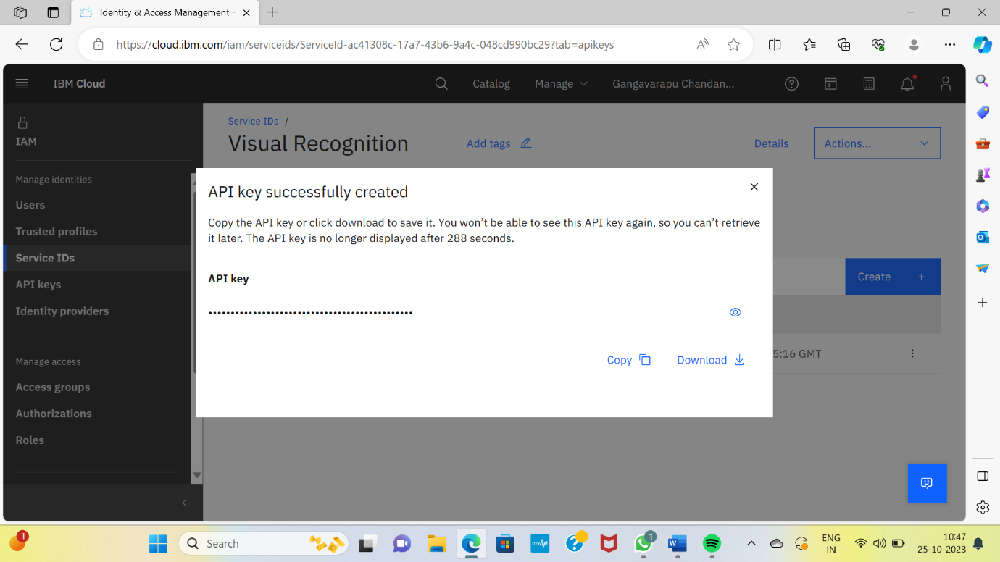 Identity & Access Management -
https://cloud.ibm.com/iam/serviceids/ServiceId-ac41308c-17a7-43b6-9a4c-048cd990bc29?tab=apikeys
IBM Cloud
Catalog
Manage
Gangavarapu Chandan...
IAM
Manage identities
Users
Trusted profiles
Service IDs
API keys
Identity providers
Manage access
Access groups
Authorizations
Roles
Service IDs /
Visual Recognition
Add tags
Details
Actions...
API key successfully created
Copy the API key or click download to save it. You won’t be able to see this API key again, so you can’t retrieve
it later. The API key is no longer displayed after 288 seconds.
API key
••••••••••••••••••••••••••••••••••••••••••••
Copy
Download
Create +
5:16 GMT
1
Search
myhp
1
ENG
IN
10:47
25-10-2023